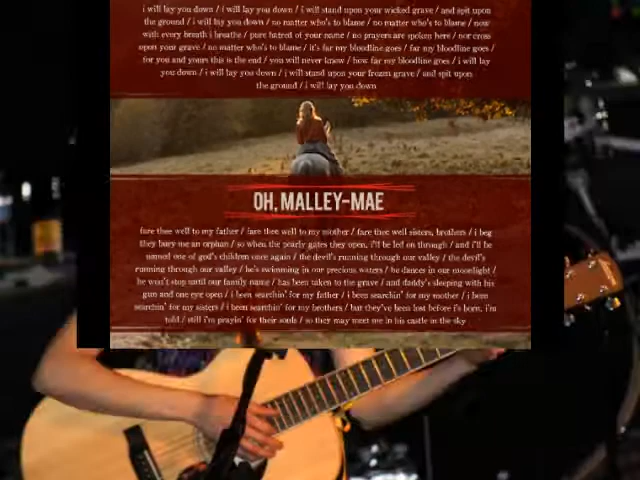 i will lay you down / i will lay you down / i will stand upon your wicked grave / and spit upon
the ground / i will lay you down / no matter who's to blame / no matter who's to blame / now
with every breath i breathe / pure hatred of your name / no prayers are spoken here / nor cross
upon your grave / no matter who's to blame / it's far my bloodline goes / far my bloodline goes /
for you and yours this is the end / you will never know / how far my bloodline goes / i will lay
you down / i will lay you down / i will stand upon your frozen grave / and spit upon
the ground / i will lay you down
OH, MALLEY-MAE
fare thee well to my father / fare thee well to my mother / fare thee well sisters, brothers / i beg
they bury me an orphan / so when the pearly gates they open, i'll be led on through / and i'll be
named one of god's children once again / the devil's running through our valley / the devil's
running through our valley / he's swimming in our precious waters / he dances in our moonlight /
he won't stop until our family name / has been taken to the grave / and daddy's sleeping with his
gun and one eye open / i been searchin' for my father / i been searchin' for my mother / i been
searchin' for my sisters / i been searchin' for my brothers / but they've been lost before i's born, i'm
told / still i'm prayin' for their souls / so they may meet me in his castle in the sky